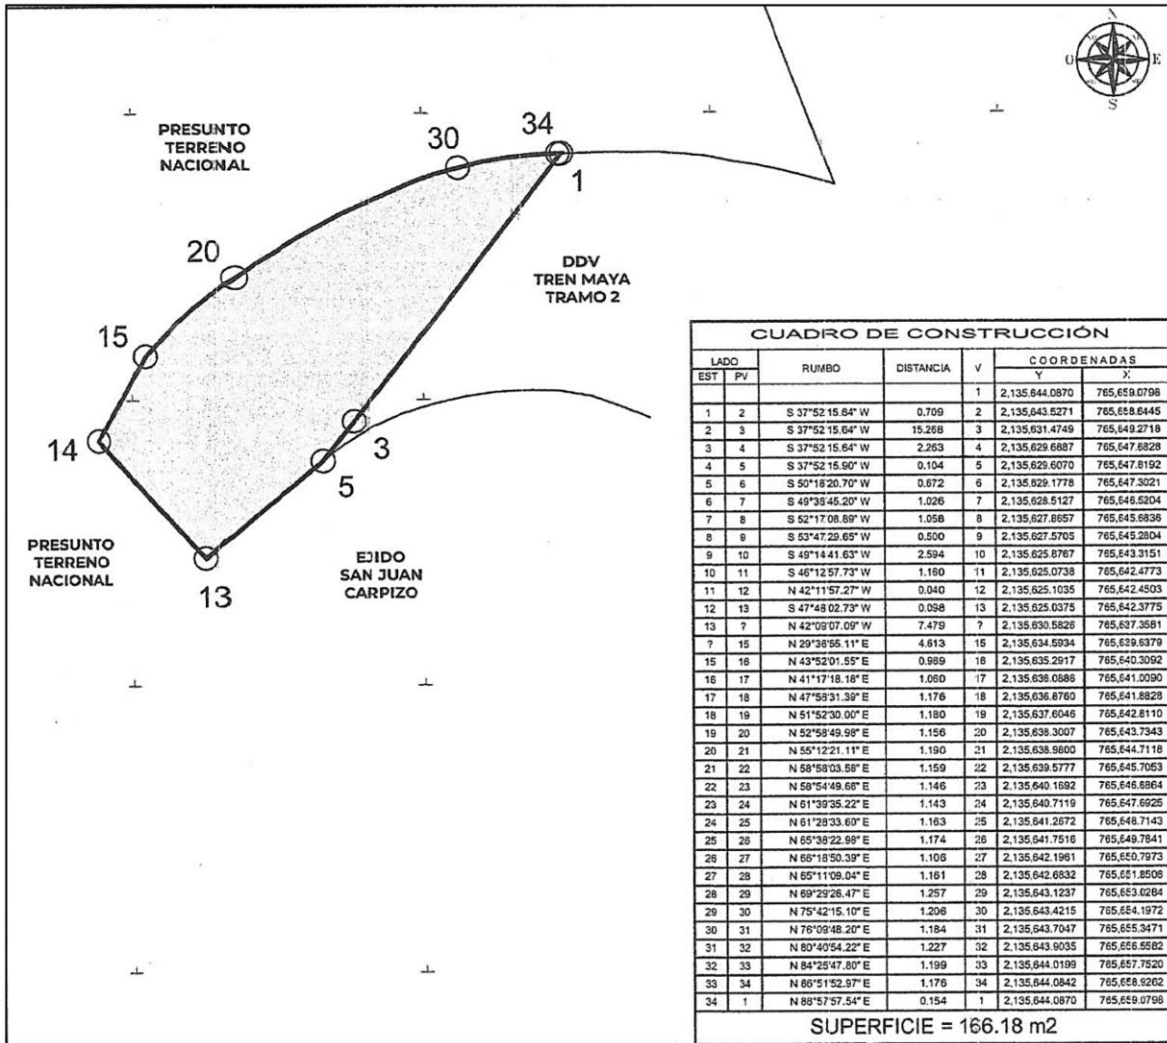 N
O E
S
PRESUNTO
TERRENO
NACIONAL
34
30
1
20
DDV
TREN MAYA
TRAMO 2
15
3
14
5
PRESUNTO
TERRENO
NACIONAL
EJIDO
SAN JUAN
CARPIZO
13
CUADRO DE CONSTRUCCIÓN
LADO RUMBO DISTANCIA V COORDENADAS
EST PV Y X
1 2,135,644.0870 765,659.0798
1 2 S 37°52'15.64" W 0.709 2 2,135,643.5271 765,658.6445
2 3 S 37°52'15.64" W 15.268 3 2,135,631.4749 765,649.2718
3 4 S 37°52'15.64" W 2.263 4 2,135,629.6887 765,647.8828
4 5 S 37°52'15.90" W 0.104 5 2,135,629.6070 765,647.8192
5 6 S 50°18'20.70" W 0.672 6 2,135,629.1778 765,647.3021
6 7 S 49°38'45.20" W 1.026 7 2,135,628.5127 765,646.5204
7 8 S 52°17'08.89" W 1.058 8 2,135,627.8657 765,645.6836
8 9 S 53°47'29.65" W 0.500 9 2,135,627.5705 765,645.2804
9 10 S 49°14'41.63" W 2.594 10 2,135,625.8767 765,643.3151
10 11 S 46°12'57.73" W 1.160 11 2,135,625.0738 765,642.4773
11 12 N 42°11'57.27" W 0.040 12 2,135,625.1035 765,642.4503
12 13 S 47°48'02.73" W 0.098 13 2,135,625.0375 765,642.3775
13 ? N 42°09'07.09" W 7.479 ? 2,135,630.5826 765,637.3581
? 15 N 29°36'55.11" E 4.613 15 2,135,634.5934 765,639.6379
15 16 N 43°52'01.55" E 0.969 16 2,135,635.2917 765,640.3092
16 17 N 41°17'18.18" E 1.060 17 2,135,636.0886 765,641.0090
17 18 N 47°58'31.39" E 1.176 18 2,135,636.8760 765,641.8828
18 19 N 51°52'30.00" E 1.180 19 2,135,637.6046 765,642.8110
19 20 N 52°58'49.98" E 1.156 20 2,135,638.3007 765,643.7343
20 21 N 55°12'21.11" E 1.190 21 2,135,638.9800 765,644.7118
21 22 N 58°58'03.58" E 1.159 22 2,135,639.5777 765,645.7053
22 23 N 58°54'49.66" E 1.146 23 2,135,640.1692 765,646.6864
23 24 N 61°39'35.22" E 1.143 24 2,135,640.7119 765,647.6925
24 25 N 61°28'33.60" E 1.163 25 2,135,641.2672 765,648.7143
25 26 N 65°38'22.98" E 1.174 26 2,135,641.7516 765,649.7841
26 27 N 66°18'50.39" E 1.106 27 2,135,642.1961 765,650.7973
27 28 N 65°11'09.04" E 1.161 28 2,135,642.6832 765,651.8508
28 29 N 69°29'26.47" E 1.257 29 2,135,643.1237 765,653.0284
29 30 N 75°42'15.10" E 1.206 30 2,135,643.4215 765,654.1972
30 31 N 76°09'48.20" E 1.184 31 2,135,643.7047 765,655.3471
31 32 N 80°40'54.22" E 1.227 32 2,135,643.9035 765,656.5582
32 33 N 84°25'47.80" E 1.199 33 2,135,644.0199 765,657.7520
33 34 N 86°51'52.97" E 1.176 34 2,135,644.0842 765,658.9262
34 1 N 88°57'57.54" E 0.154 1 2,135,644.0870 765,659.0798
SUPERFICIE = 166.18 m2